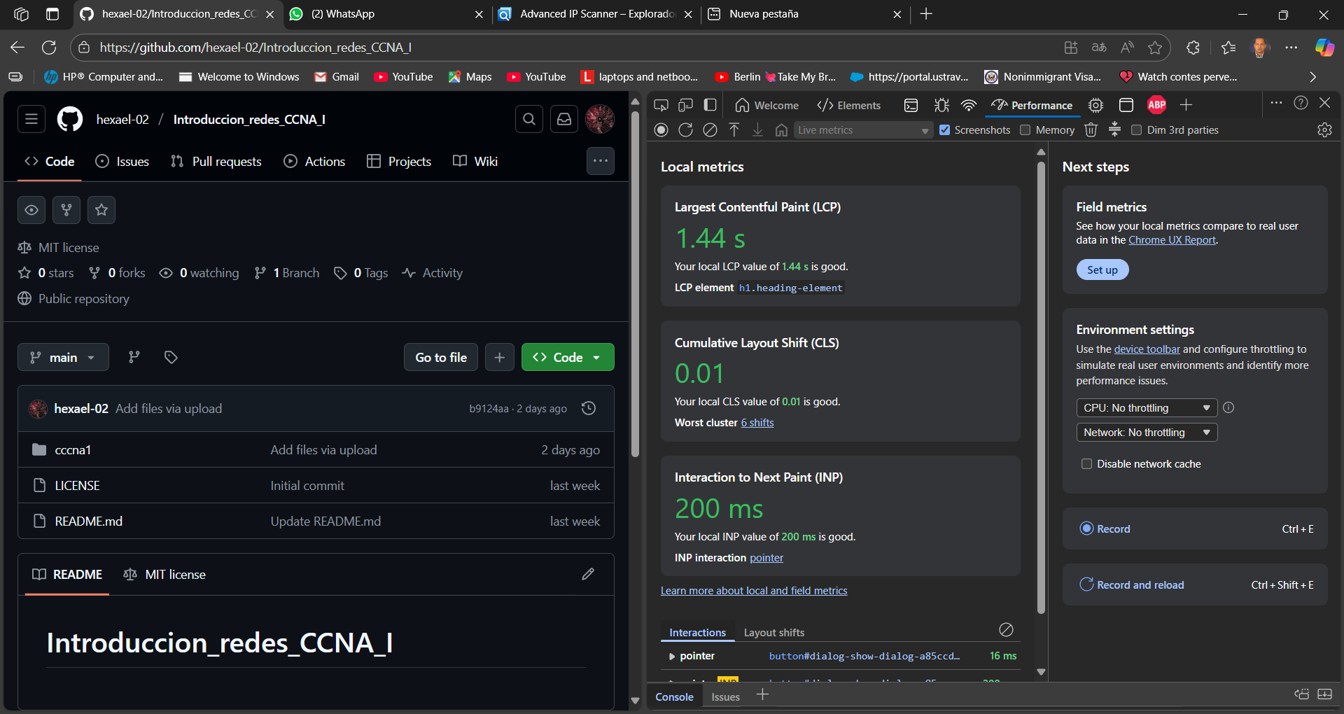 hexael-02/Introduccion_redes_CC
(2) WhatsApp
Advanced IP Scanner – Explorado
Nueva pestaña
https://github.com/hexael-02/Introduccion_redes_CCNA_I
HP® Computer and...
Welcome to Windows
Gmail
YouTube
Maps
YouTube
laptops and netboo...
Berlin 💘Take My Br...
https://portal.ustrav...
Nonimmigrant Visa...
Watch contes perve...
hexael-02 / Introduccion_redes_CCNA_I
Code
Issues
Pull requests
Actions
Projects
Wiki
MIT license
0 stars
0 forks
0 watching
1 Branch
0 Tags
Activity
Public repository
main
Go to file
Code
hexael-02 Add files via upload
b9124aa · 2 days ago
cccna1 Add files via upload 2 days ago
LICENSE Initial commit last week
README.md Update README.md last week
README
MIT license
Introduccion_redes_CCNA_I
Welcome
Elements
Performance
ABP
Live metrics
Screenshots
Memory
Dim 3rd parties
Local metrics
Largest Contentful Paint (LCP)
1.44 s
Your local LCP value of 1.44 s is good.
LCP element h1.heading-element
Cumulative Layout Shift (CLS)
0.01
Your local CLS value of 0.01 is good.
Worst cluster 6 shifts
Interaction to Next Paint (INP)
200 ms
Your local INP value of 200 ms is good.
INP interaction pointer
Learn more about local and field metrics
Interactions
Layout shifts
pointer button#dialog-show-dialog-a85ccd… 16 ms
Next steps
Field metrics
See how your local metrics compare to real user
data in the Chrome UX Report.
Set up
Environment settings
Use the device toolbar and configure throttling to
simulate real user environments and identify more
performance issues.
CPU: No throttling
Network: No throttling
Disable network cache
Record Ctrl + E
Record and reload Ctrl + Shift + E
Console
Issues